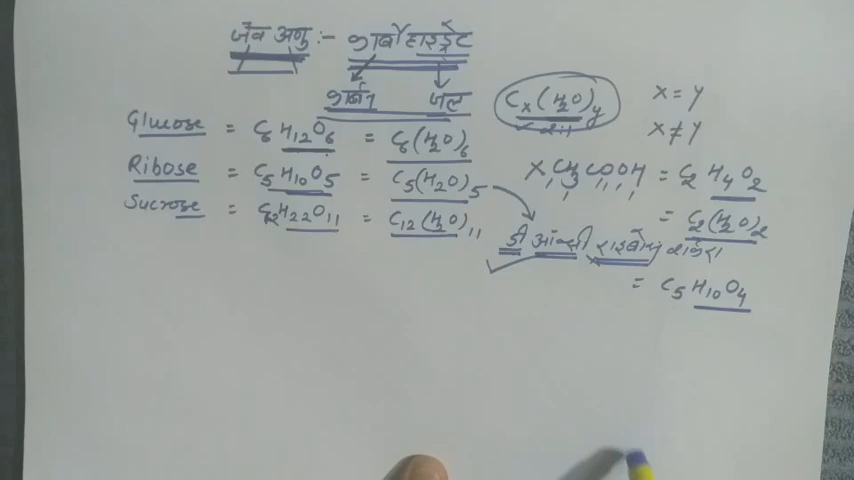 जैव अणु :- कार्बोहाइड्रेट
कार्बन जल
Cx(H2O)y
x = y
x ≠ y
Glucose = C6H12O6 = C6(H2O)6
Ribose = C5H10O5 = C5(H2O)5
Sucrose = C12H22O11 = C12(H2O)11
X, CH3COOH = C2H4O2
= C2(H2O)2
डी ऑक्सी राइबोज शर्करा
= C5H10O4